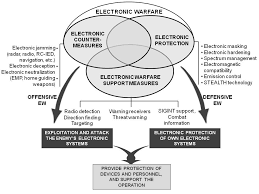 ELECTRONIC WARFARE
ELECTRONIC
COUNTER-
MEASURES
ELECTRONIC
PROTECTION
ELECTRONIC WARFARE
SUPPORT MEASURES
Electronic jamming
(radar, radio, RC-IED,
navigation, etc.)
Electronic deception
Electronic neutralization
(EMP, home guiding
weapons)
Electronic masking
Electronic hardening
Spectrum management
Electromagnetic
compatibility
Emission control
STEALTH technology
OFFENSIVE
EW
DEFENSIVE
EW
Radio detection
Direction finding
Targeting
Warning receivers
Threat warning
SIGINT support,
Combat
information
EXPLOITATION AND ATTACK
THE ENEMY'S ELECTRONIC
SYSTEMS
ELECTRONIC PROTECTION
OF OWN ELECTRONIC
SYSTEMS
PROVIDE PROTECTION OF
DEVICES AND PERSONNEL,
AND SUPPORT THE
OPERATION